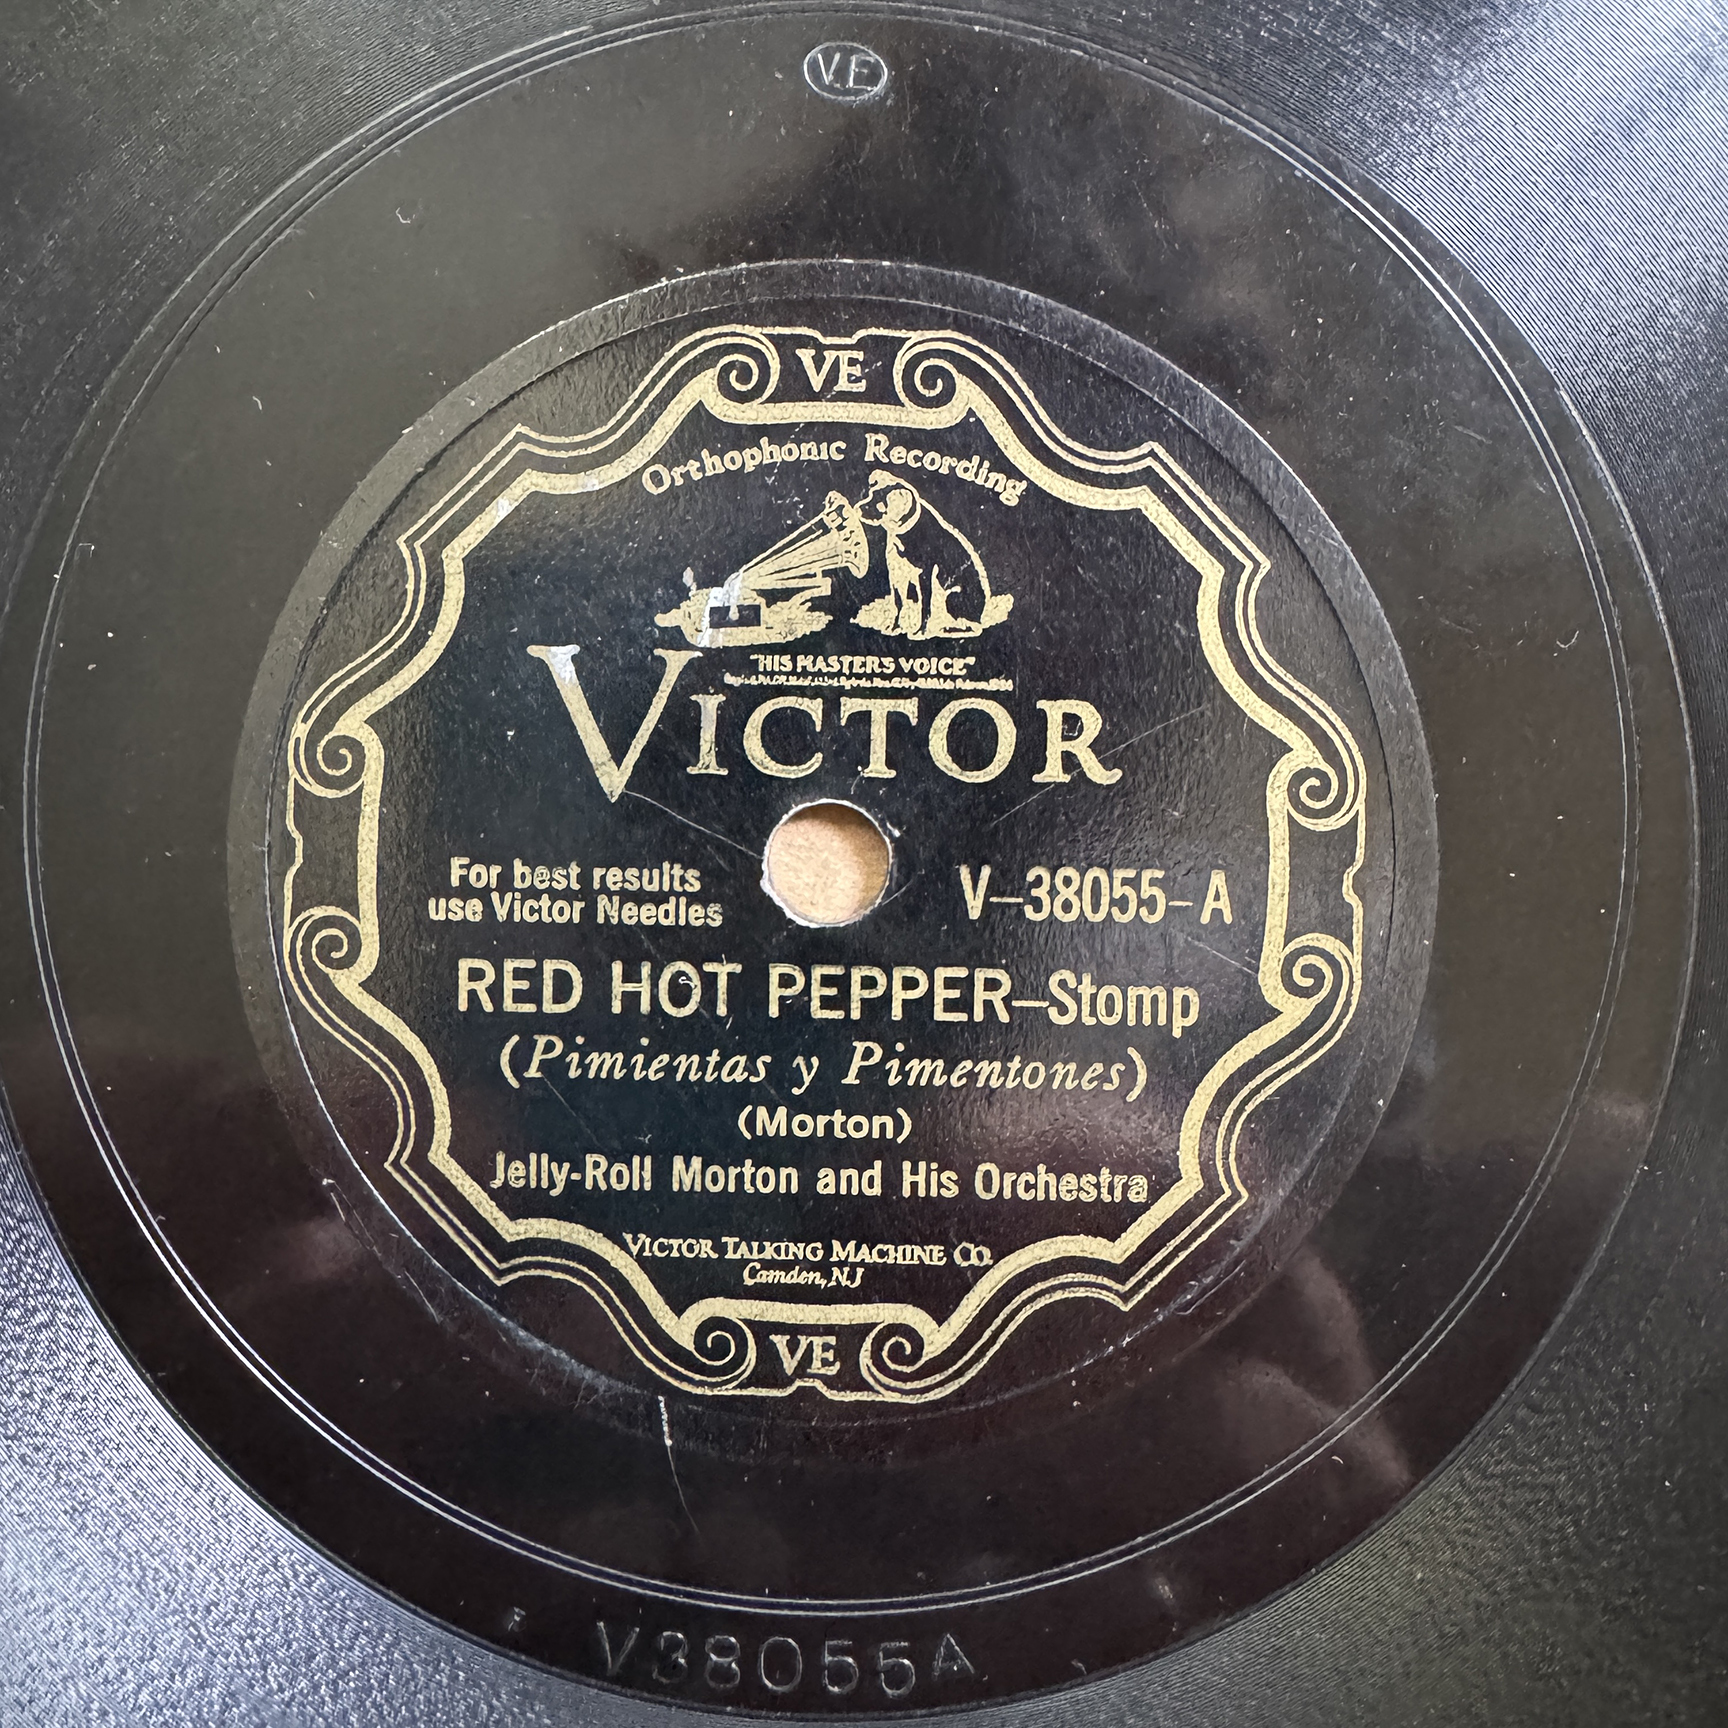 V.E
VE
Orthophonic Recording
"HIS MASTER'S VOICE"
VICTOR
For best results
use Victor Needles
V-38055-A
RED HOT PEPPER-Stomp
(Pimientas y Pimentones)
(Morton)
Jelly-Roll Morton and His Orchestra
VICTOR TALKING MACHINE CO.
Camden, N.J
VE
V38055A